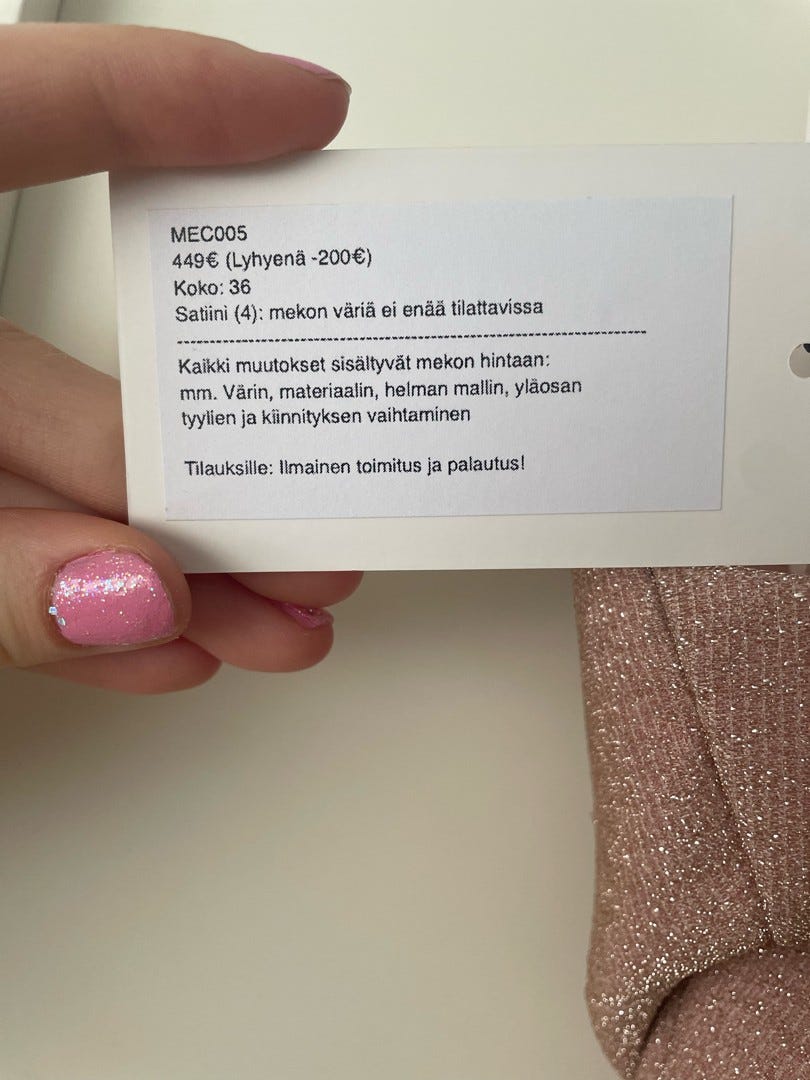 MEC005
449€ (Lyhyenä -200€)
Koko: 36
Satiini (4): mekon väriä ei enää tilattavissa
----------------------------------------------------------------------
Kaikki muutokset sisältyvät mekon hintaan:
mm. Värin, materiaalin, helman mallin, yläosan
tyylien ja kiinnityksen vaihtaminen
Tilauksille: Ilmainen toimitus ja palautus!